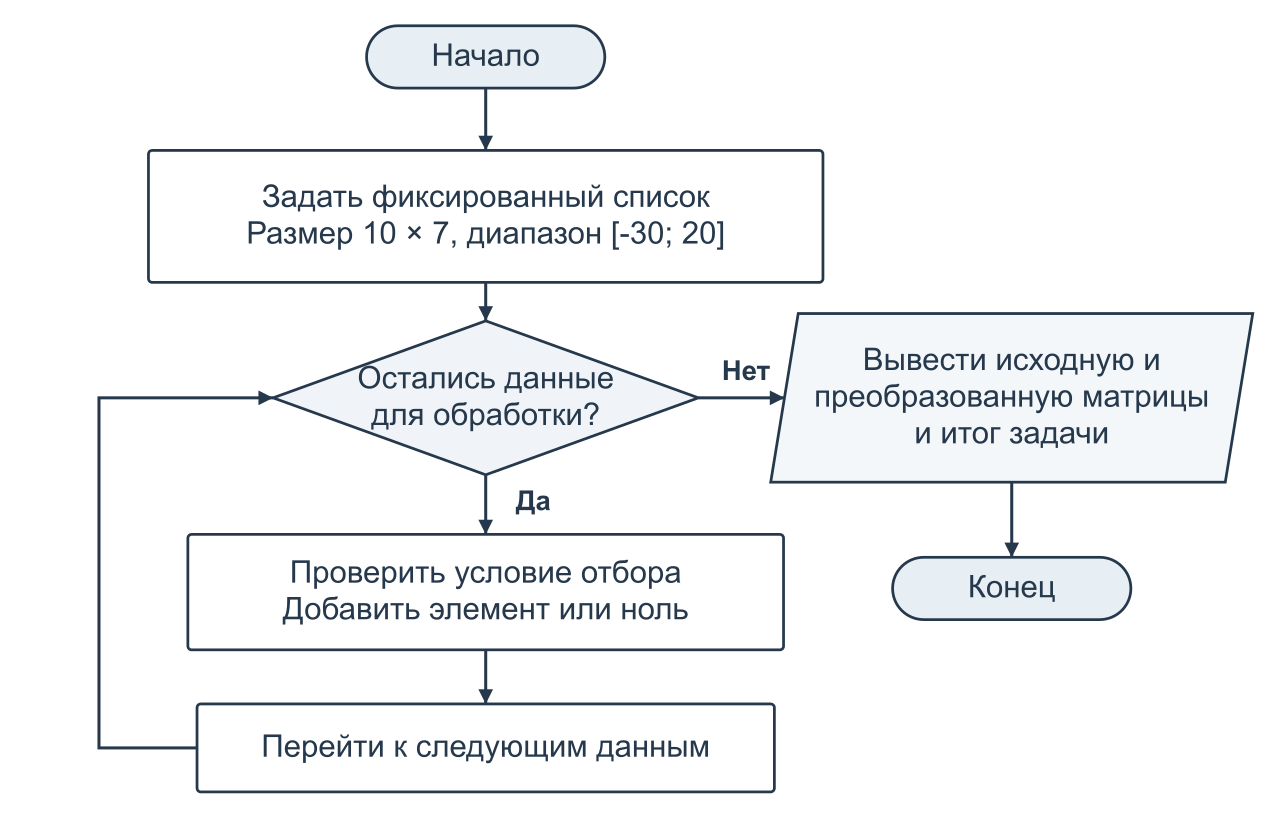 Начало
Задать фиксированный список
Размер 10 × 7, диапазон [-30; 20]
Остались данные
для обработки?
Нет
Вывести исходную и
преобразованную матрицы
и итог задачи
Да
Проверить условие отбора
Добавить элемент или ноль
Конец
Перейти к следующим данным